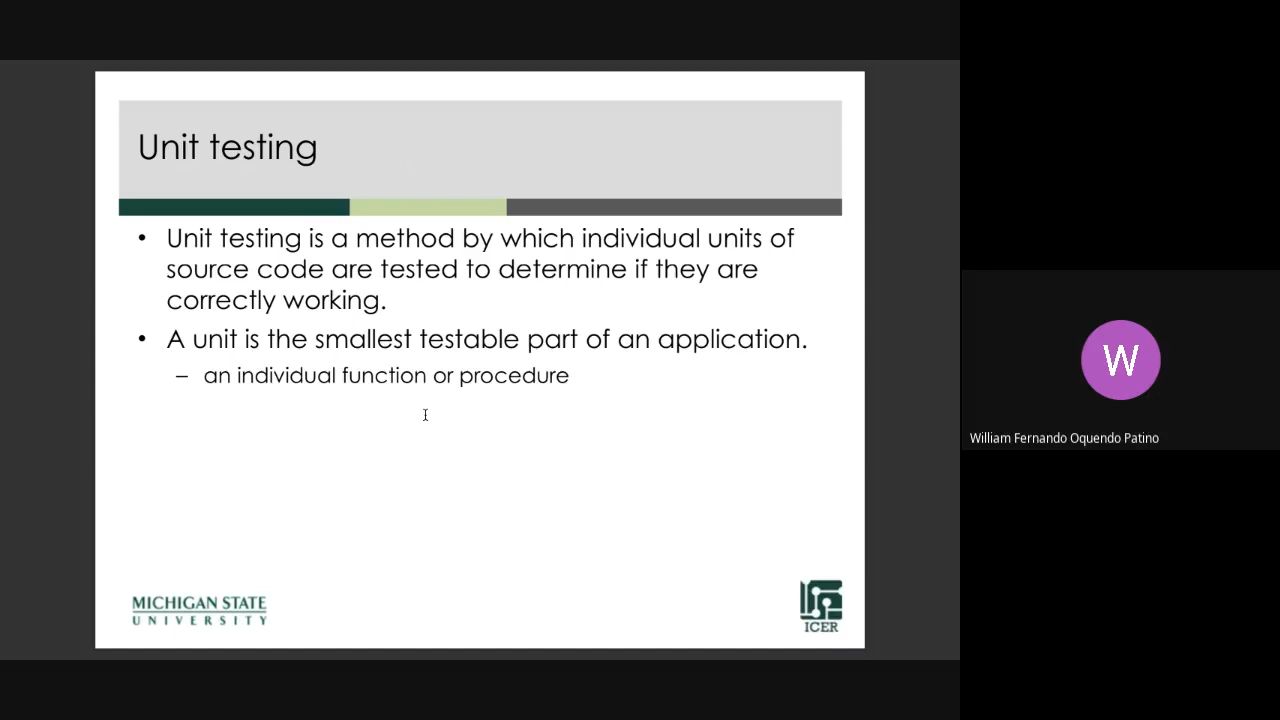 Unit testing
• Unit testing is a method by which individual units of
source code are tested to determine if they are
correctly working.
• A unit is the smallest testable part of an application.
– an individual function or procedure
MICHIGAN STATE
UNIVERSITY
ICER
W
William Fernando Oquendo Patino